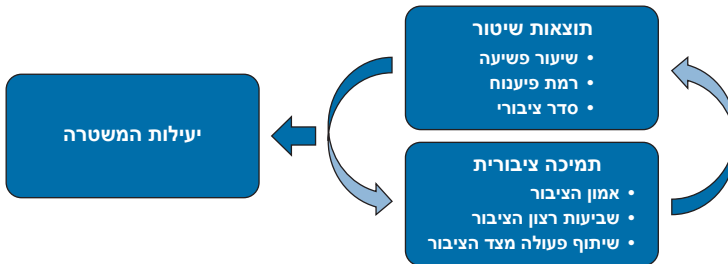 תוצאות שיטור
• שיעור פשיעה
• רמת פיענוח
• סדר ציבורי
יעילות המשטרה
תמיכה ציבורית
• אמון הציבור
• שביעות רצון הציבור
• שיתוף פעולה מצד הציבור